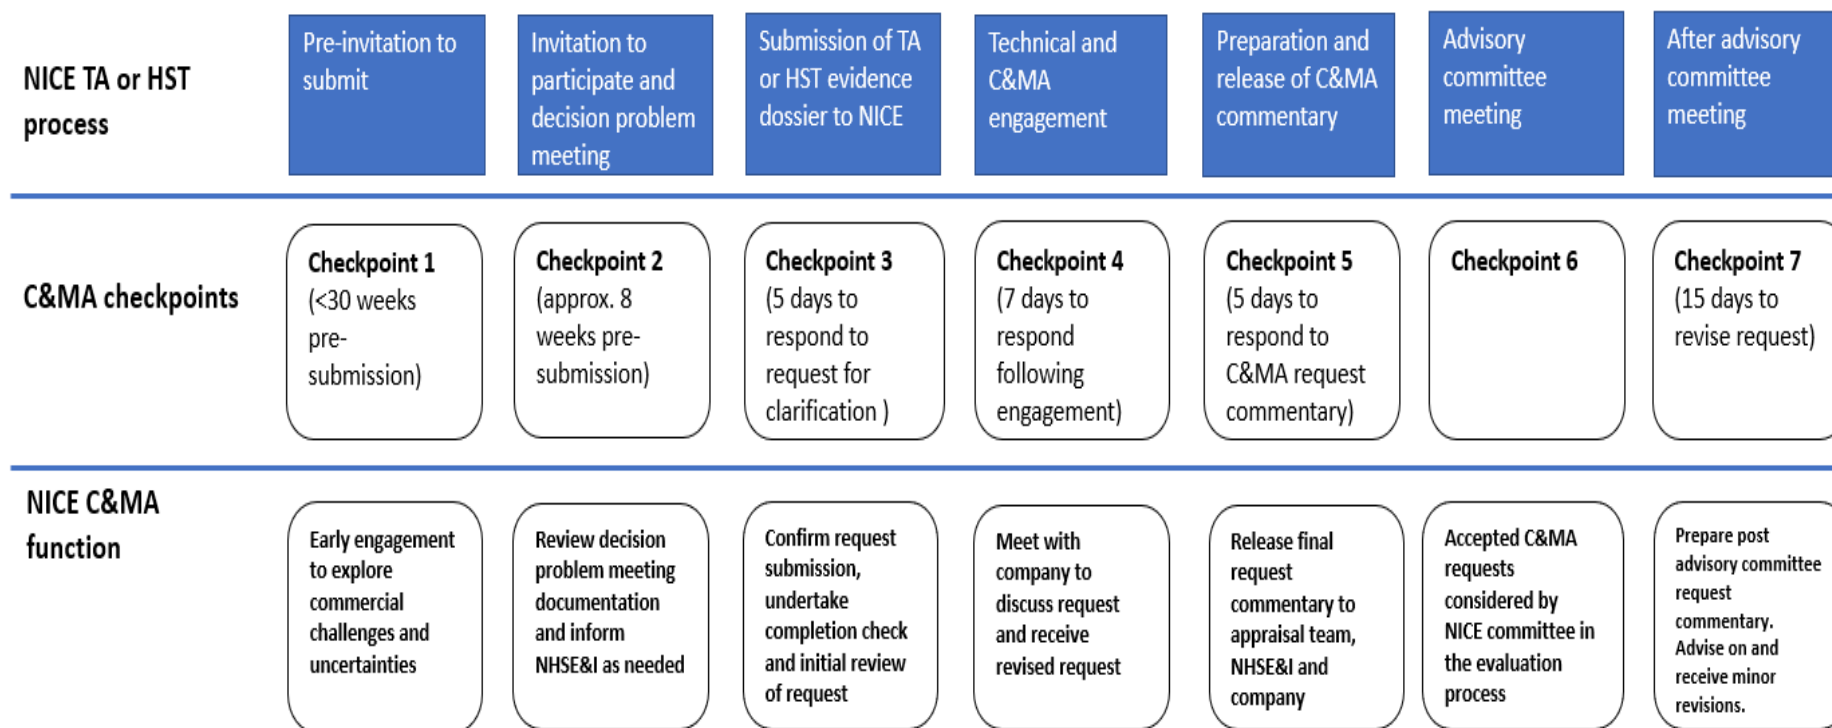 NICE TA or HST
process
Pre-invitation to
submit
Invitation to
participate and
decision problem
meeting
Submission of TA
or HST evidence
dossier to NICE
Technical and
C&MA
engagement
Preparation and
release of C&MA
commentary
Advisory
committee
meeting
After advisory
committee
meeting
C&MA checkpoints
Checkpoint 1
(<30 weeks
pre-
submission)
Checkpoint 2
(approx. 8
weeks pre-
submission)
Checkpoint 3
(5 days to
respond to
request for
clarification )
Checkpoint 4
(7 days to
respond
following
engagement)
Checkpoint 5
(5 days to
respond to
C&MA request
commentary)
Checkpoint 6
Checkpoint 7
(15 days to
revise request)
NICE C&MA
function
Early engagement
to explore
commercial
challenges and
uncertainties
Review decision
problem meeting
documentation
and inform
NHSE&I as needed
Confirm request
submission,
undertake
completion check
and initial review
of request
Meet with
company to
discuss request
and receive
revised request
Release final
request
commentary to
appraisal team,
NHSE&I and
company
Accepted C&MA
requests
considered by
NICE committee in
the evaluation
process
Prepare post
advisory committee
request
commentary.
Advise on and
receive minor
revisions.